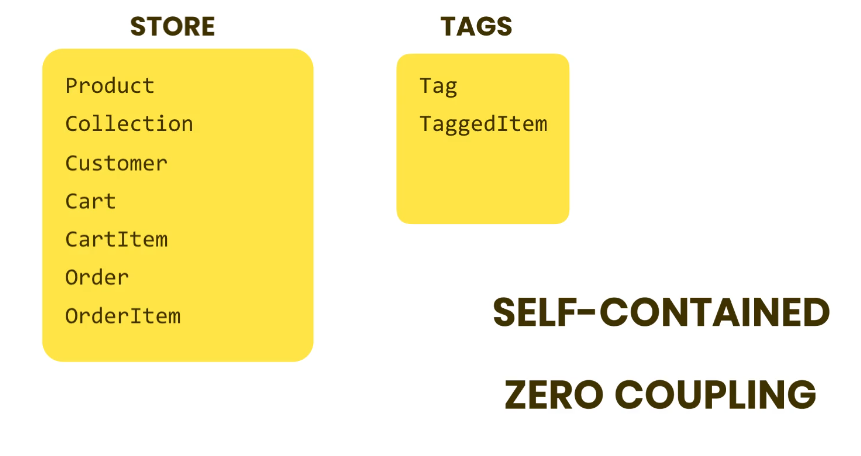 STORE
Product
Collection
Customer
Cart
CartItem
Order
OrderItem
TAGS
Tag
TaggedItem
SELF-CONTAINED
ZERO COUPLING